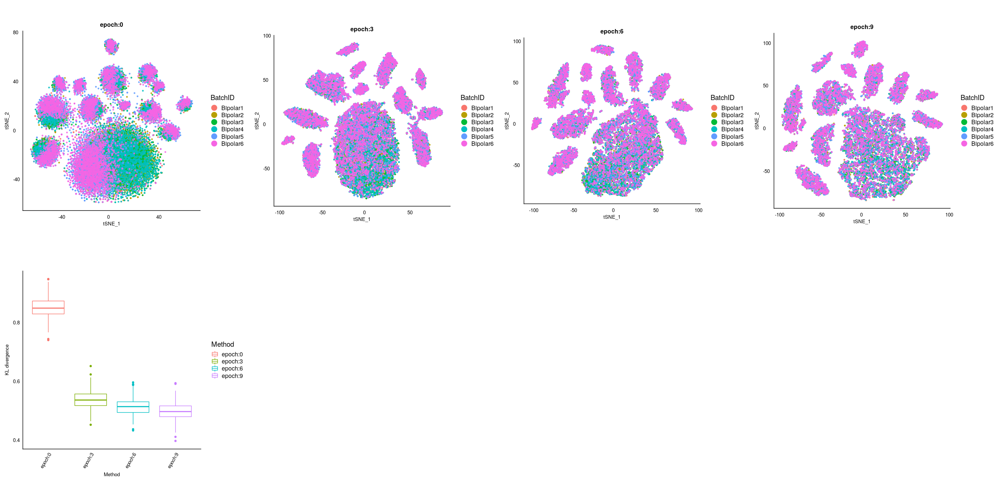 epoch:0
80
40
0
-40
tSNE_2
-40
0
40
tSNE_1
BatchID
Bipolar1
Bipolar2
Bipolar3
Bipolar4
Bipolar5
Bipolar6
epoch:3
100
50
0
-50
tSNE_2
-100
-50
0
50
tSNE_1
BatchID
Bipolar1
Bipolar2
Bipolar3
Bipolar4
Bipolar5
Bipolar6
epoch:6
100
50
0
-50
tSNE_2
-100
-50
0
50
100
tSNE_1
BatchID
Bipolar1
Bipolar2
Bipolar3
Bipolar4
Bipolar5
Bipolar6
epoch:9
100
50
0
-50
tSNE_2
-100
-50
0
50
100
tSNE_1
BatchID
Bipolar1
Bipolar2
Bipolar3
Bipolar4
Bipolar5
Bipolar6
0.8
0.6
0.4
KL divergence
epoch:0
epoch:3
epoch:6
epoch:9
Method
Method
epoch:0
epoch:3
epoch:6
epoch:9